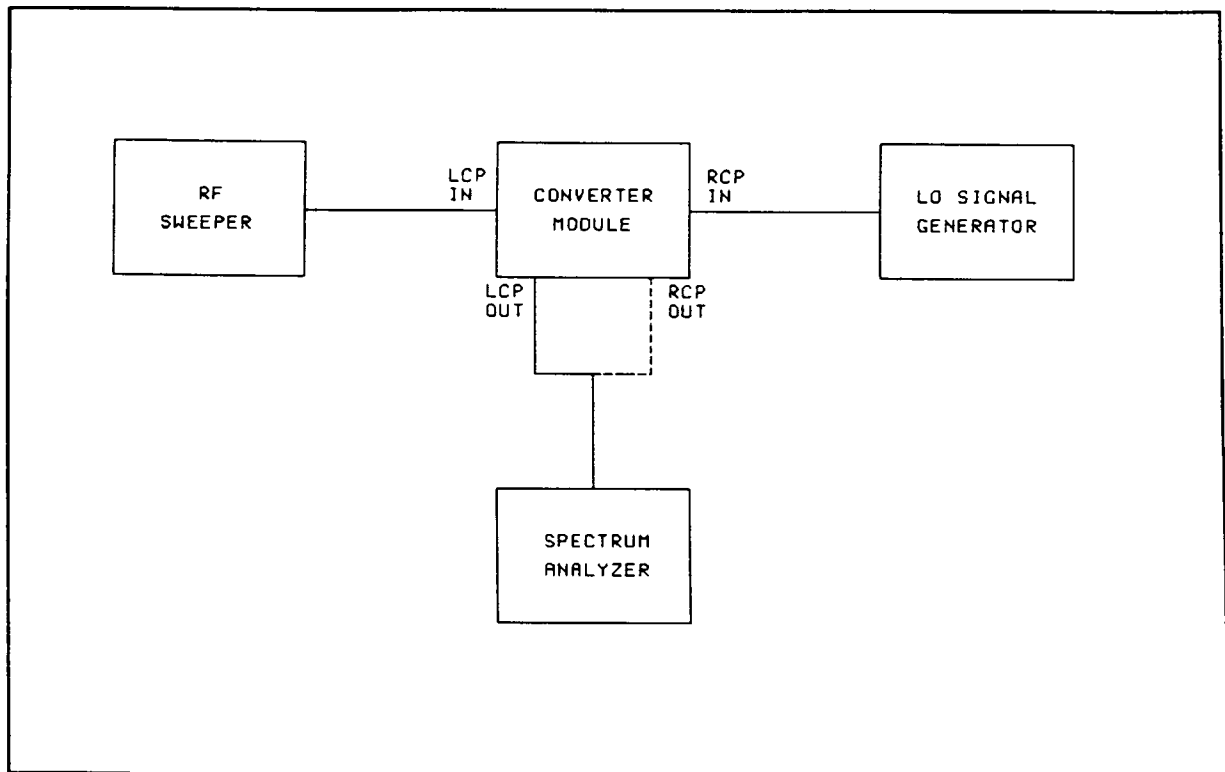 RF
SWEEPER
LCP
IN
CONVERTER
MODULE
RCP
IN
LO SIGNAL
GENERATOR
LCP
OUT
RCP
OUT
SPECTRUM
ANALYZER